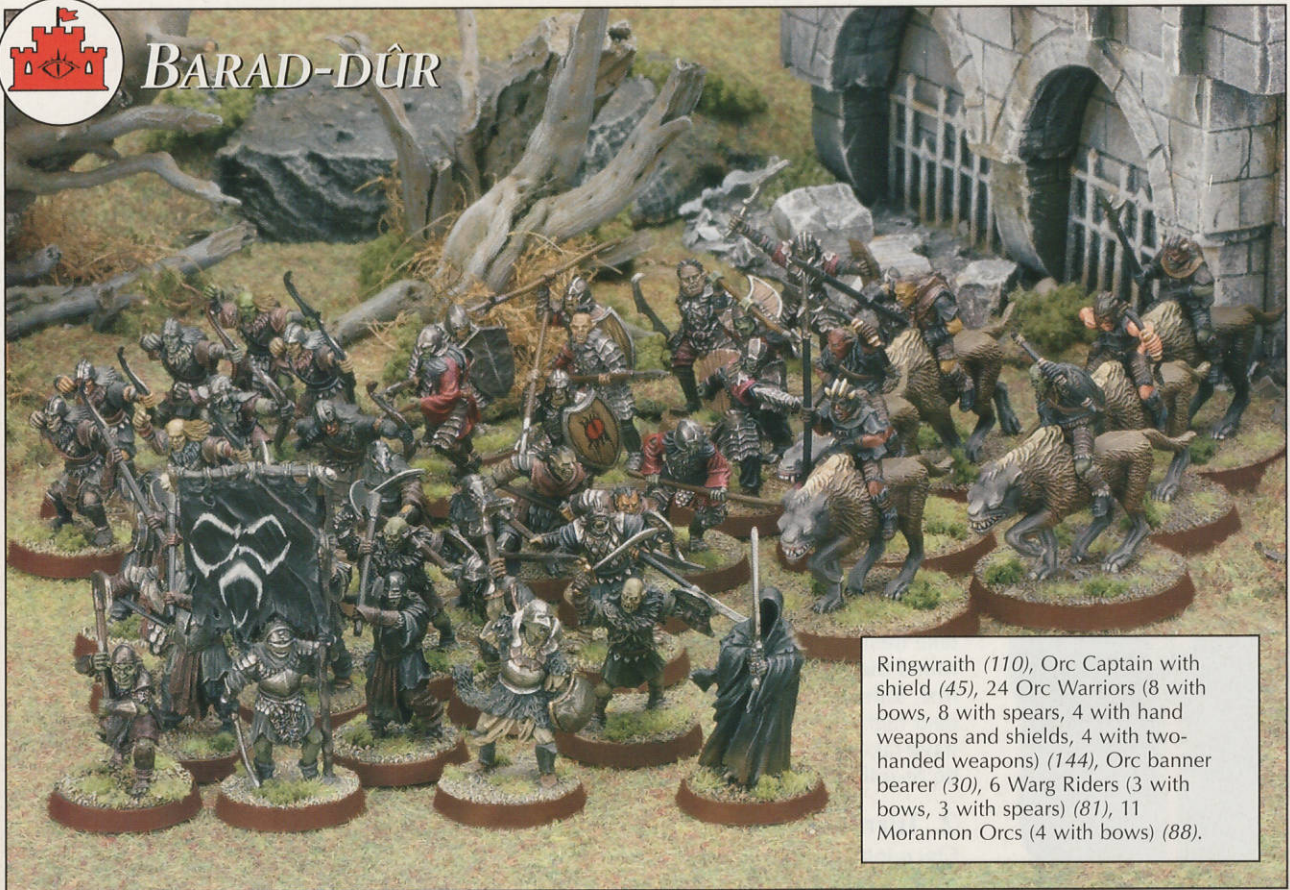 BARAD-DÛR
Ringwraith (110), Orc Captain with
shield (45), 24 Orc Warriors (8 with
bows, 8 with spears, 4 with hand
weapons and shields, 4 with two-
handed weapons) (144), Orc banner
bearer (30), 6 Warg Riders (3 with
bows, 3 with spears) (81), 11
Morannon Orcs (4 with bows) (88).